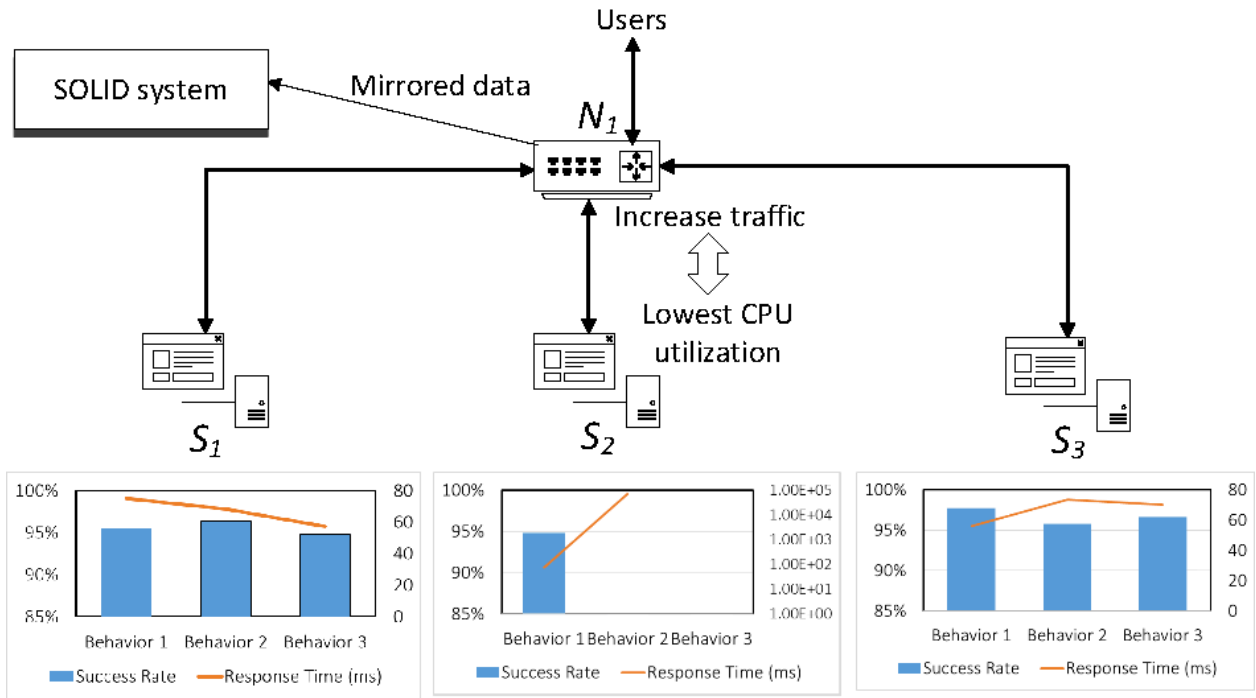 Users
SOLID system
Mirrored data
N1
Increase traffic
Lowest CPU
utilization
S1
S2
S3
100%
95%
90%
85%
80
60
40
20
0
Behavior 1 Behavior 2 Behavior 3
Success Rate Response Time (ms)
100%
95%
90%
85%
1.00E+05
1.00E+04
1.00E+03
1.00E+02
1.00E+01
1.00E+00
Behavior 1 Behavior 2 Behavior 3
Success Rate Response Time (ms)
100%
95%
90%
85%
80
60
40
20
0
Behavior 1 Behavior 2 Behavior 3
Success Rate Response Time (ms)